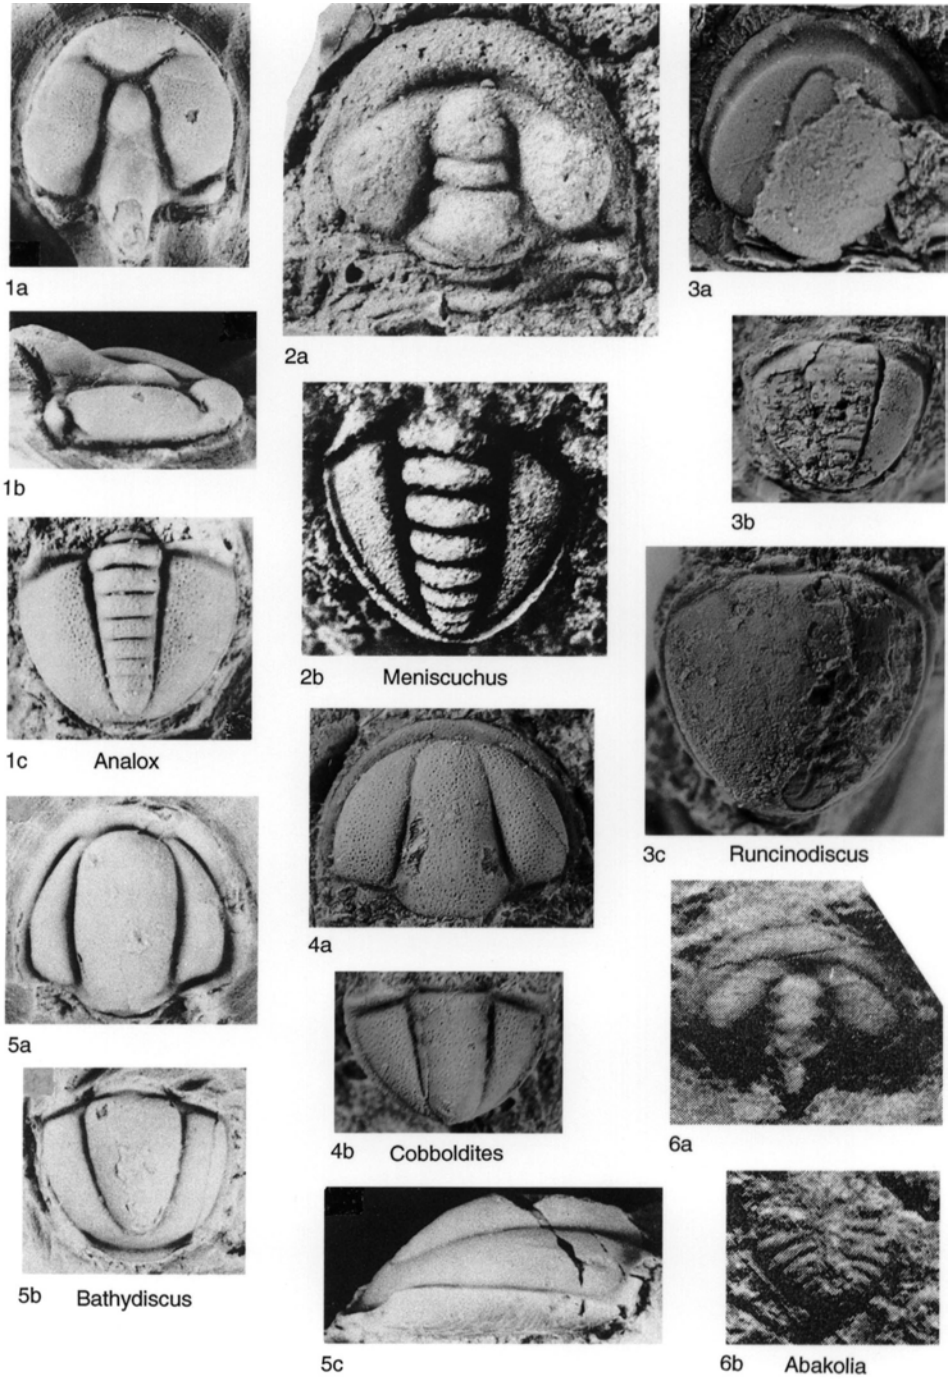 1a
2a
3a
1b
2b Meniscuchus
3b
1c Analox
3c Runcinodiscus
4a
5a
4b Cobboldites
6a
5b Bathydiscus
5c
6b Abakolia